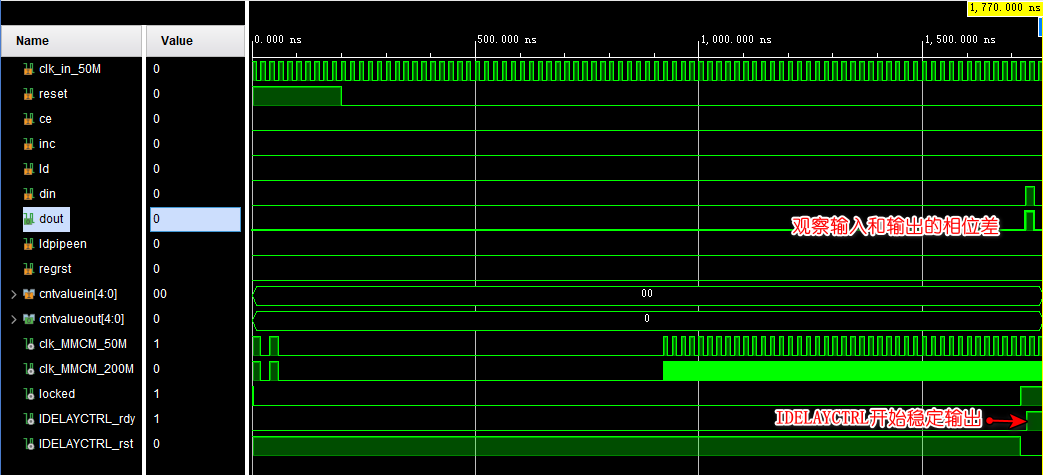 1,770.000 ns
Name Value
0.000 ns 500.000 ns 1,000.000 ns 1,500.000 ns
clk_in_50M 0
reset 0
ce 0
inc 0
ld 0
din 0
dout 0
观察输入和输出的相位差
ldpipeen 0
regrst 0
cntvaluein[4:0] 00 00
cntvalueout[4:0] 0 0
clk_MMCM_50M 1
clk_MMCM_200M 0
locked 1
IDELAYCTRL_rdy 1
IDELAYCTRL开始稳定输出
IDELAYCTRL_rst 0